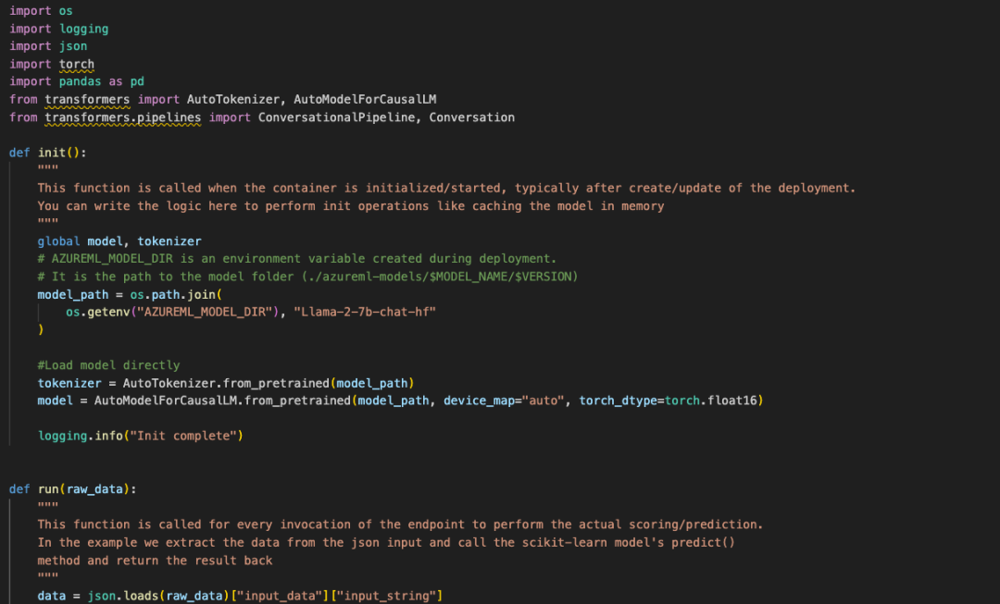 import os
import logging
import json
import torch
import pandas as pd
from transformers import AutoTokenizer, AutoModelForCausalLM
from transformers.pipelines import ConversationalPipeline, Conversation
def init():
"""
This function is called when the container is initialized/started, typically after create/update of the deployment.
You can write the logic here to perform init operations like caching the model in memory
"""
global model, tokenizer
# AZUREML_MODEL_DIR is an environment variable created during deployment.
# It is the path to the model folder (./azureml-models/$MODEL_NAME/$VERSION)
model_path = os.path.join(
os.getenv("AZUREML_MODEL_DIR"), "Llama-2-7b-chat-hf"
)
#Load model directly
tokenizer = AutoTokenizer.from_pretrained(model_path)
model = AutoModelForCausalLM.from_pretrained(model_path, device_map="auto", torch_dtype=torch.float16)
logging.info("Init complete")
def run(raw_data):
"""
This function is called for every invocation of the endpoint to perform the actual scoring/prediction.
In the example we extract the data from the json input and call the scikit-learn model's predict()
method and return the result back
"""
data = json.loads(raw_data)["input_data"]["input_string"]